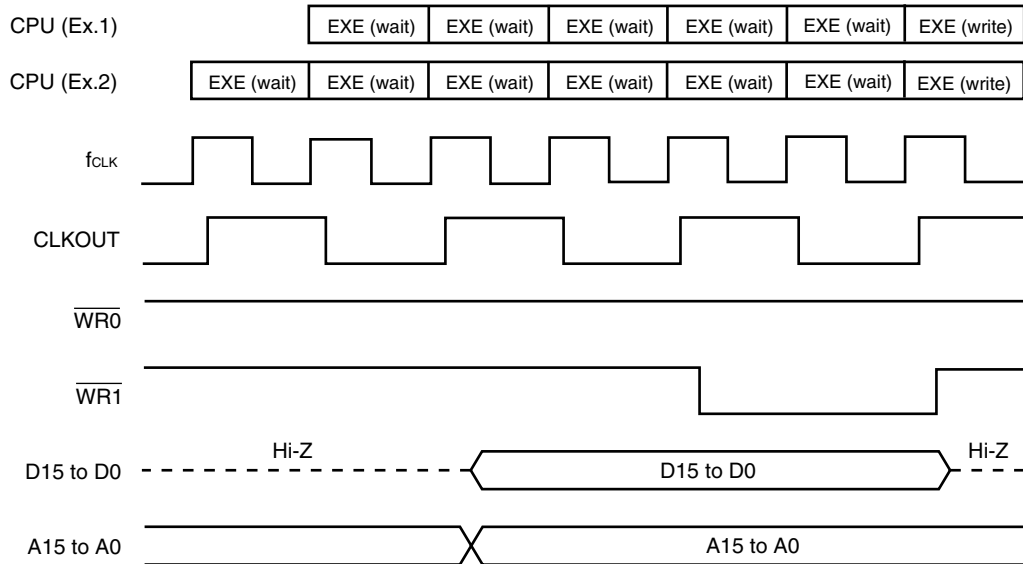 CPU (Ex.1) EXE (wait) EXE (wait) EXE (wait) EXE (wait) EXE (wait) EXE (write)
CPU (Ex.2) EXE (wait) EXE (wait) EXE (wait) EXE (wait) EXE (wait) EXE (wait) EXE (write)
fCLK
CLKOUT
WR0
WR1
D15 to D0 Hi-Z D15 to D0 Hi-Z
A15 to A0 A15 to A0